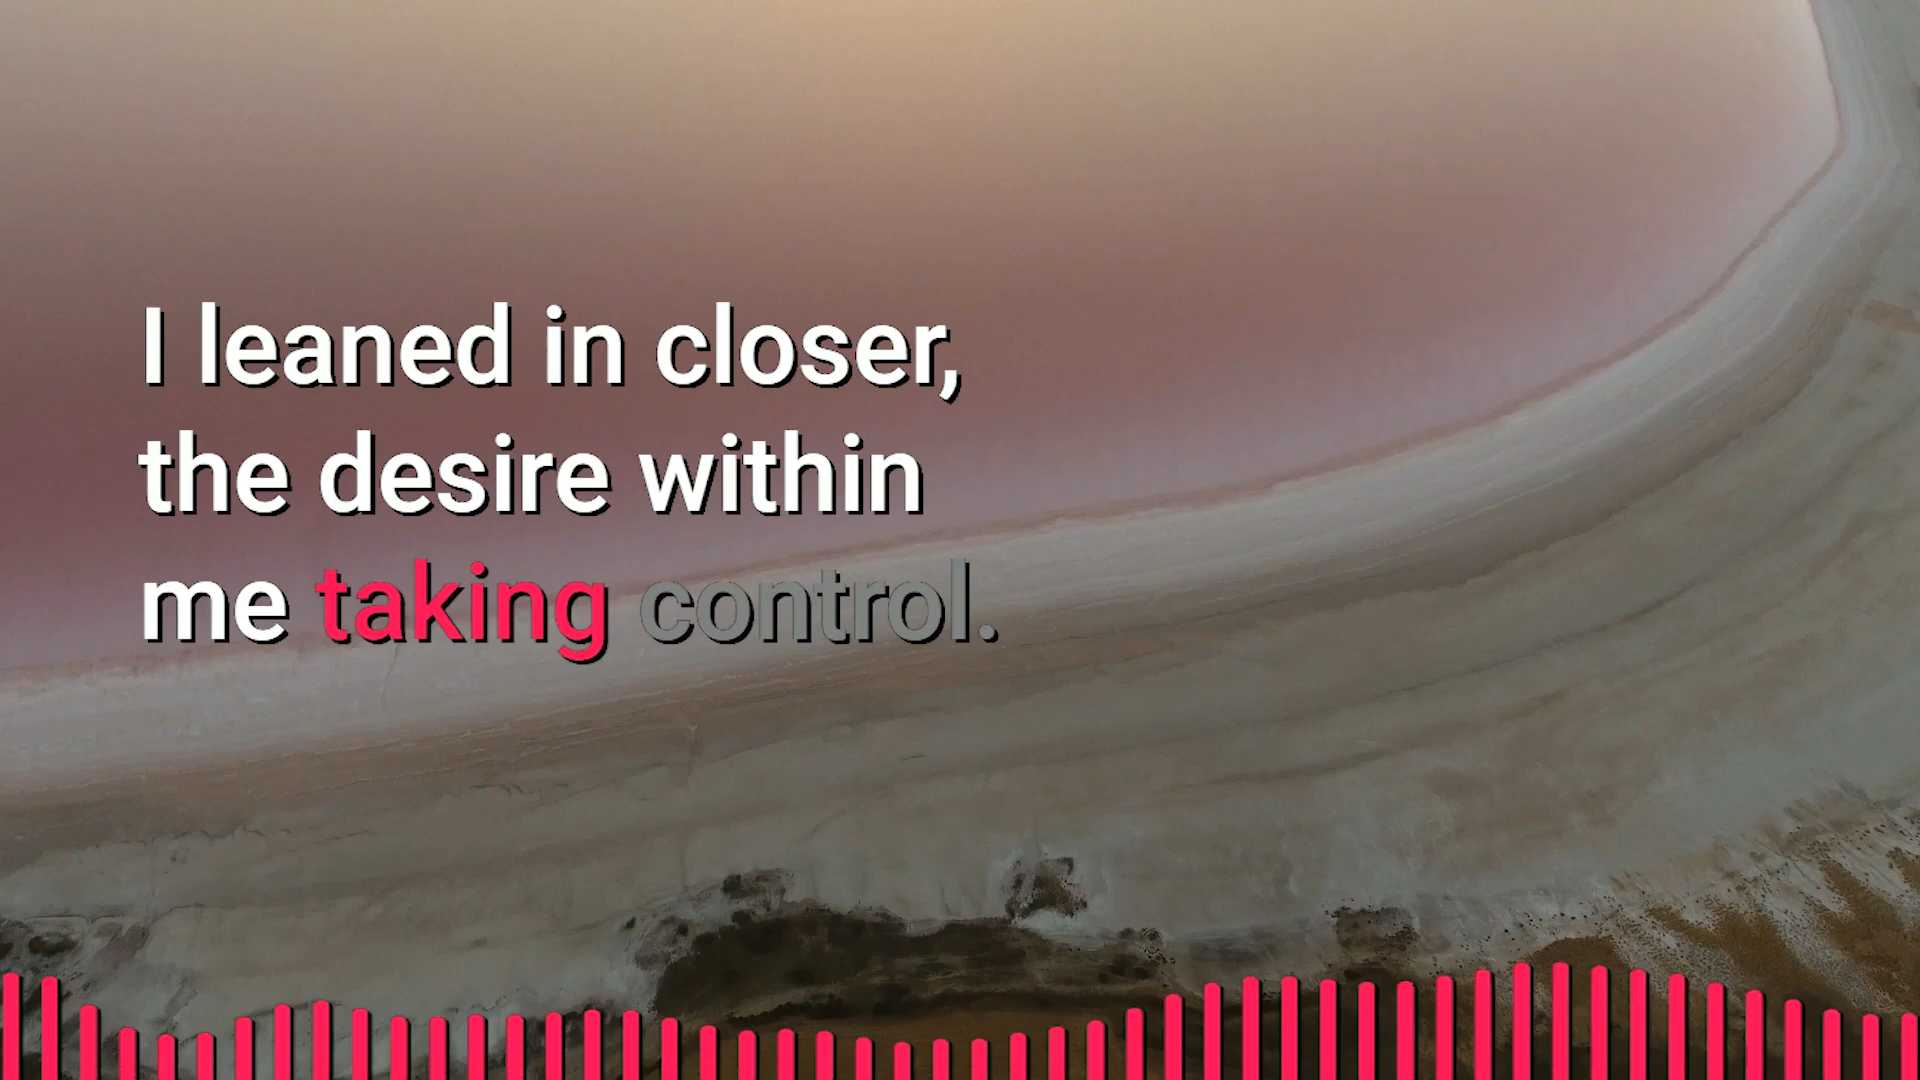 I leaned in closer,
the desire within
me taking control.